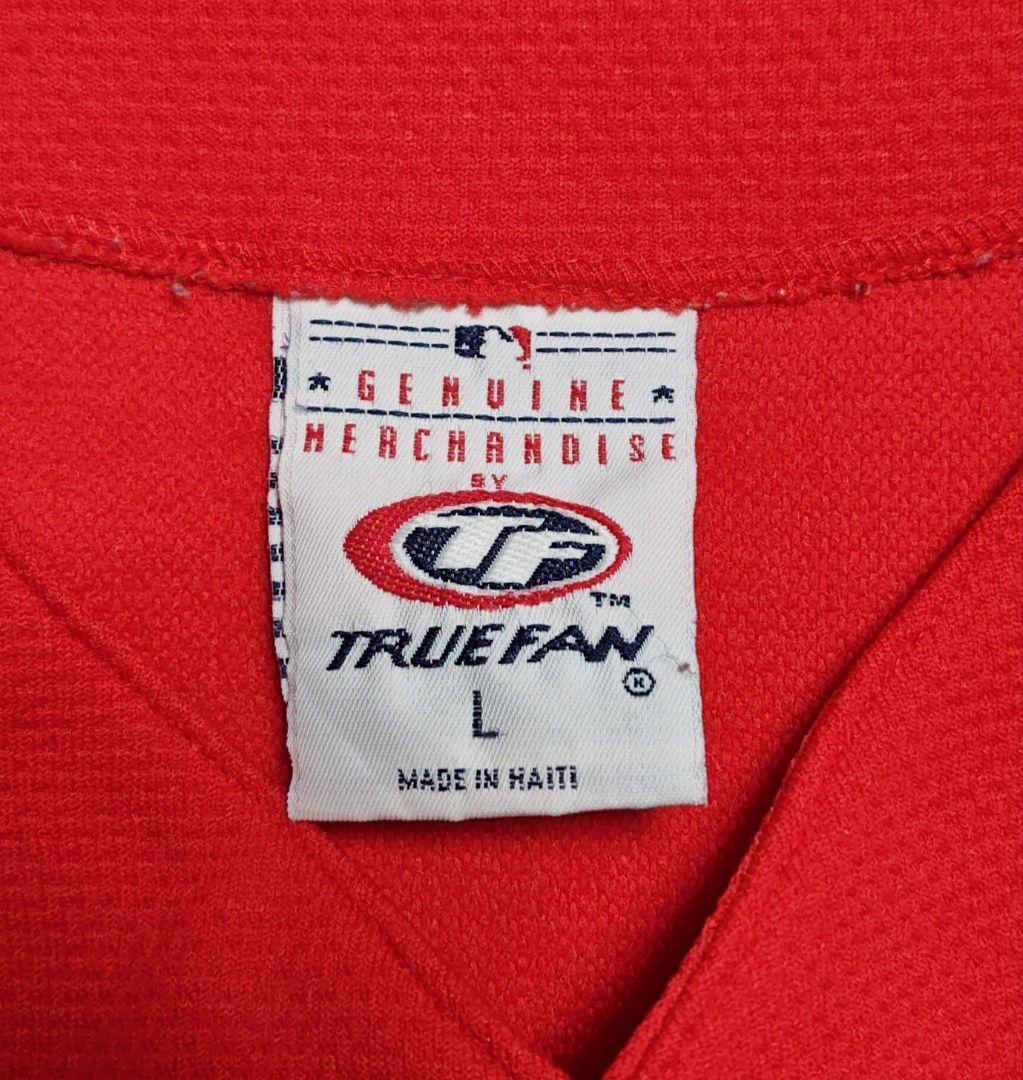 GENUINE
MERCHANDISE
BY
TF
TM
TRUEFAN
®
L
MADE IN HAITI